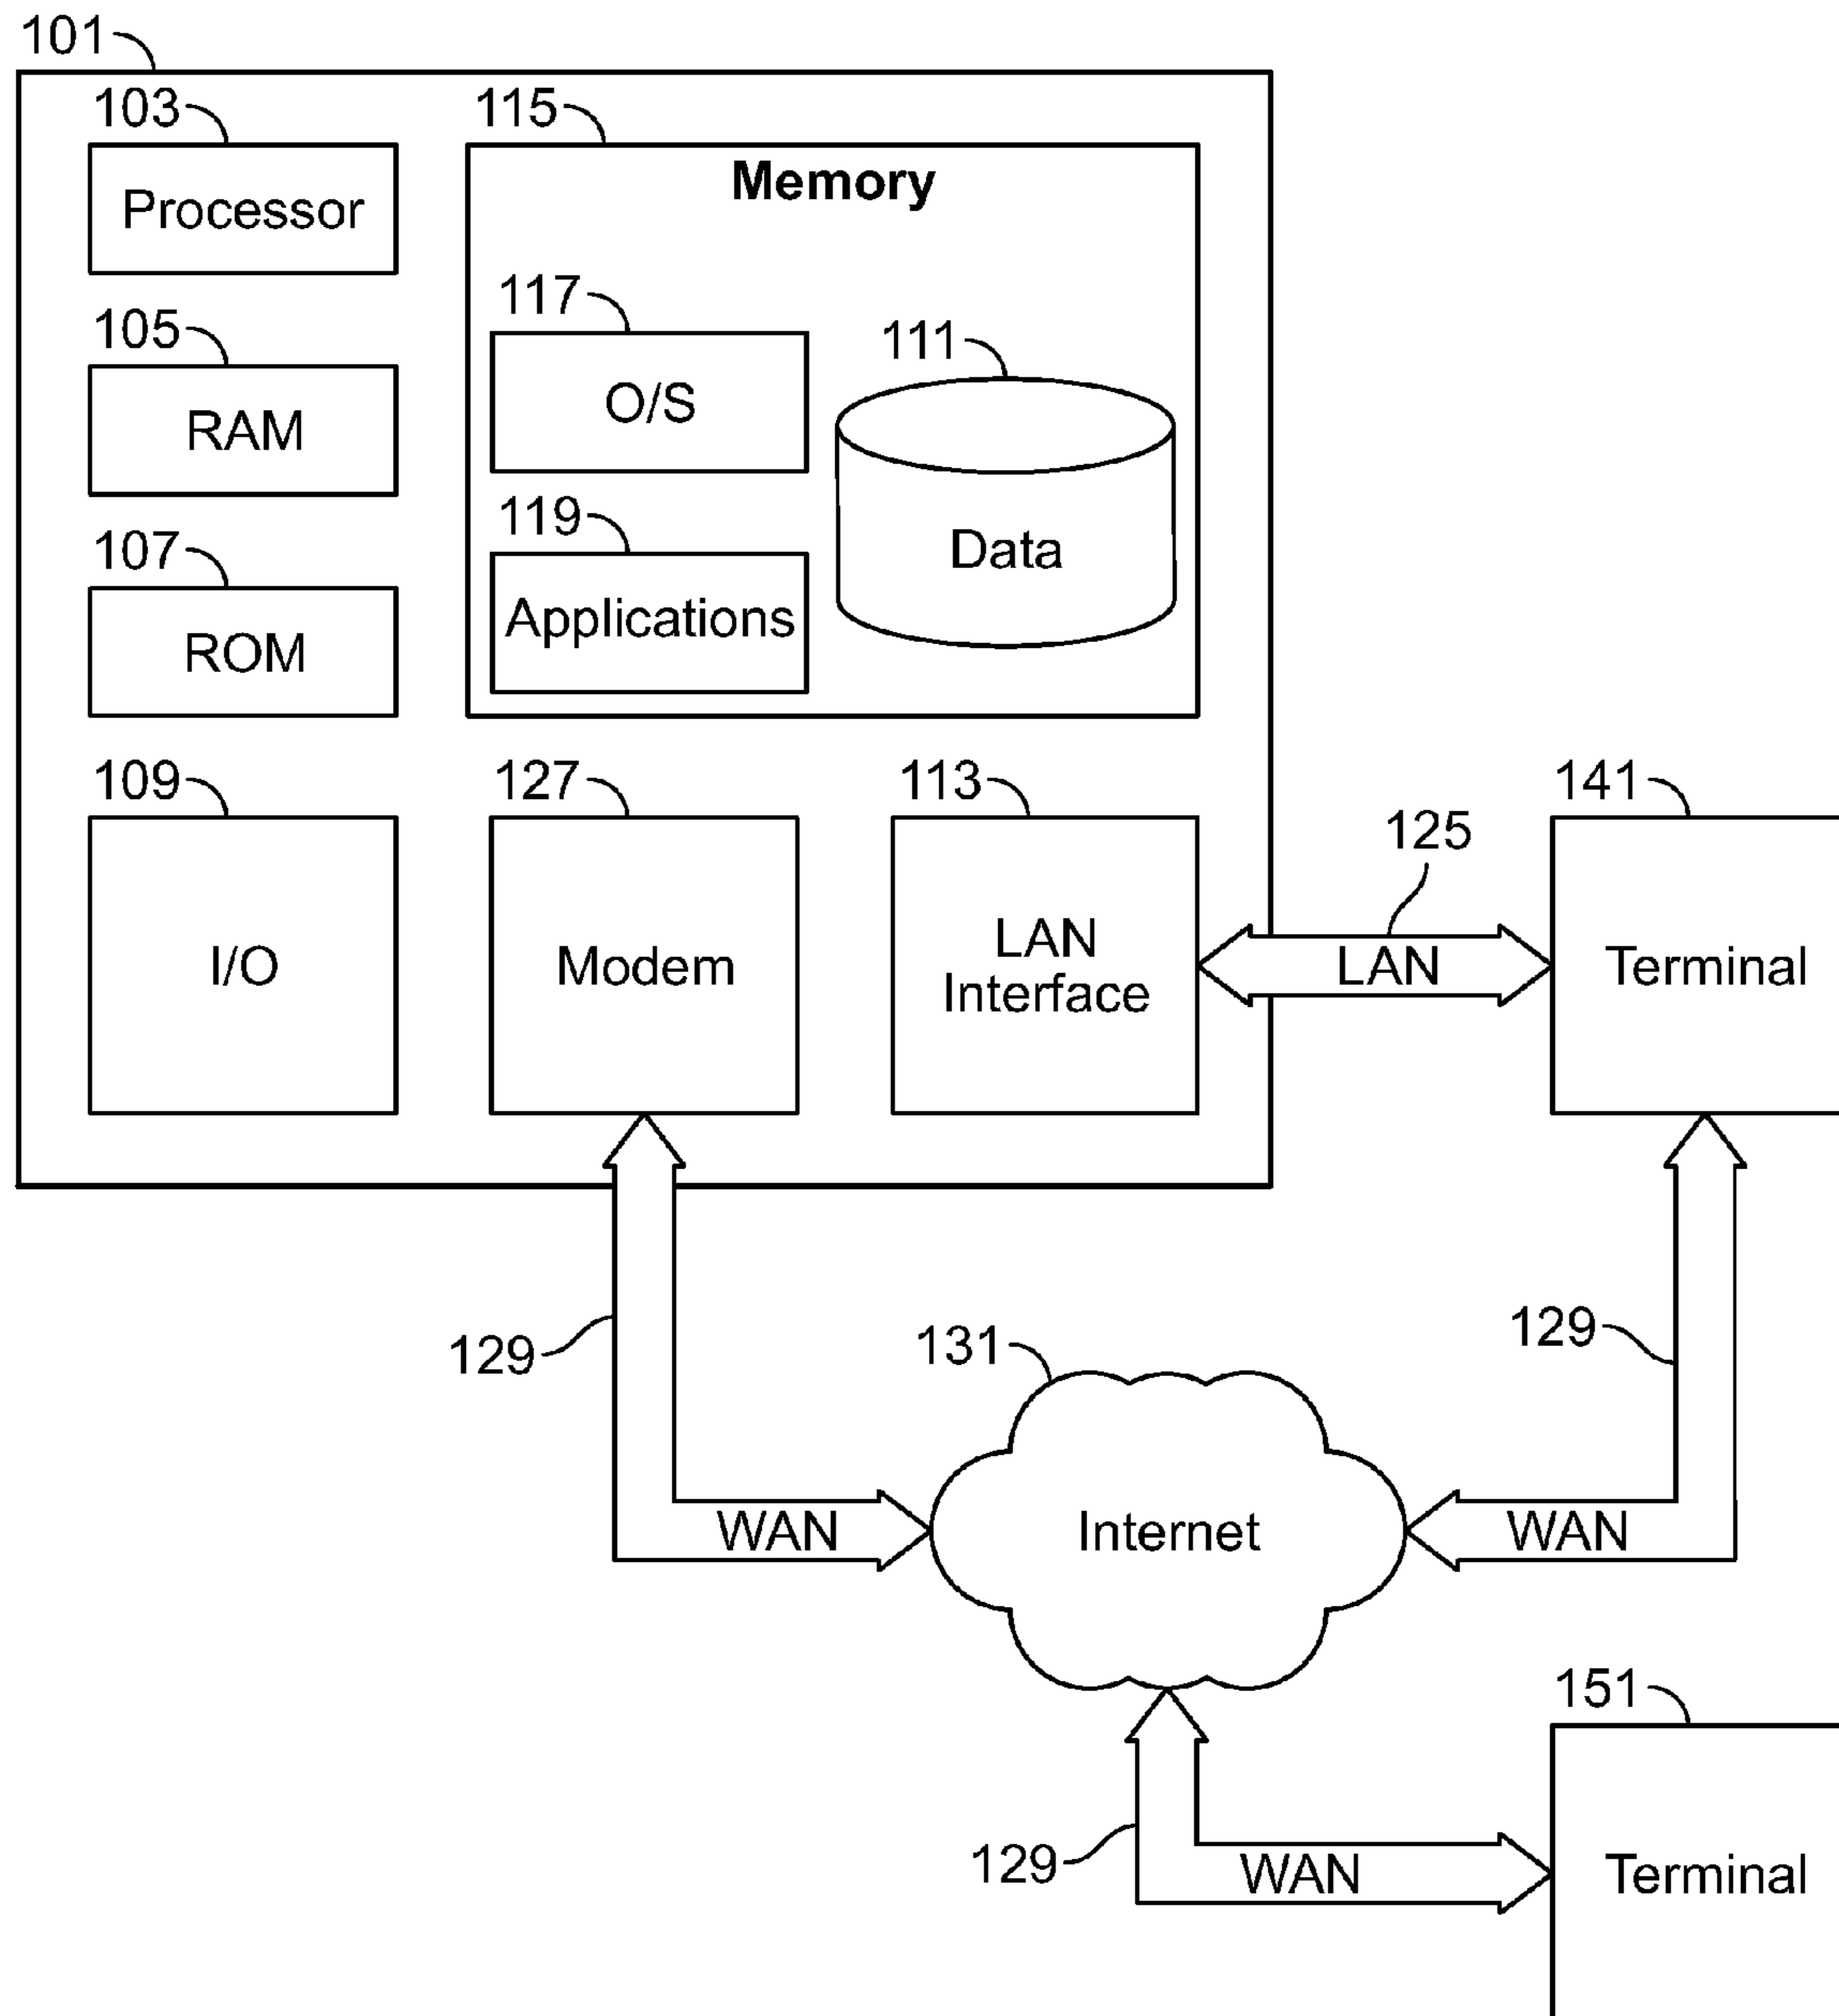 101
103
115
Processor
Memory
105
117
111
RAM
O/S
107
119
Data
ROM
Applications
109
127
113
141
125
I/O
Modem
LAN
Interface
LAN
Terminal
129
131
129
WAN
Internet
WAN
151
129
WAN
Terminal